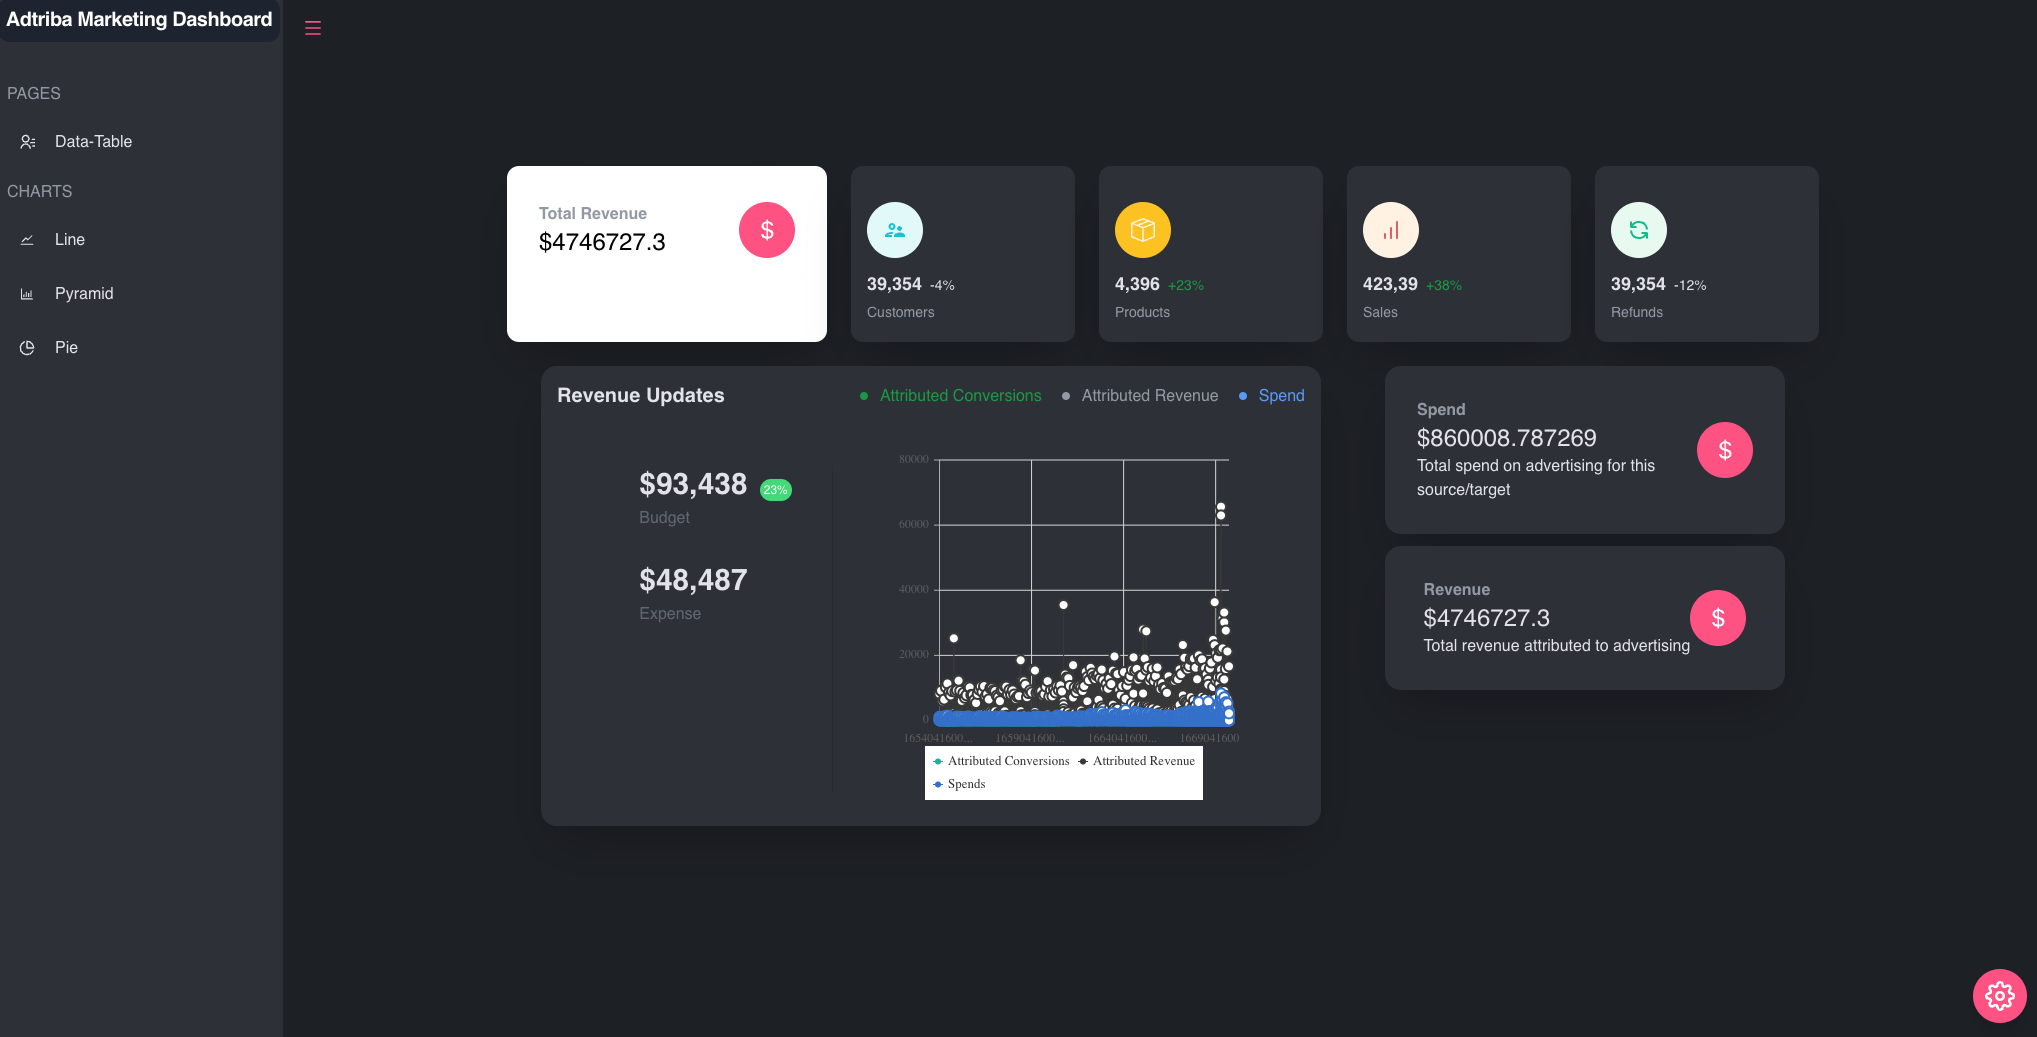 Adtriba Marketing Dashboard
PAGES
Data-Table
CHARTS
Line
Pyramid
Pie
Total Revenue
$4746727.3
$
39,354 -4%
Customers
4,396 +23%
Products
423,39 +38%
Sales
39,354 -12%
Refunds
Revenue Updates
Attributed Conversions
Attributed Revenue
Spend
$93,438 23%
Budget
$48,487
Expense
80000
60000
40000
20000
0
1654041600... 1659041600... 1664041600... 1669041600
Attributed Conversions Attributed Revenue
Spends
Spend
$860008.787269
Total spend on advertising for this
source/target
$
Revenue
$4746727.3
Total revenue attributed to advertising
$